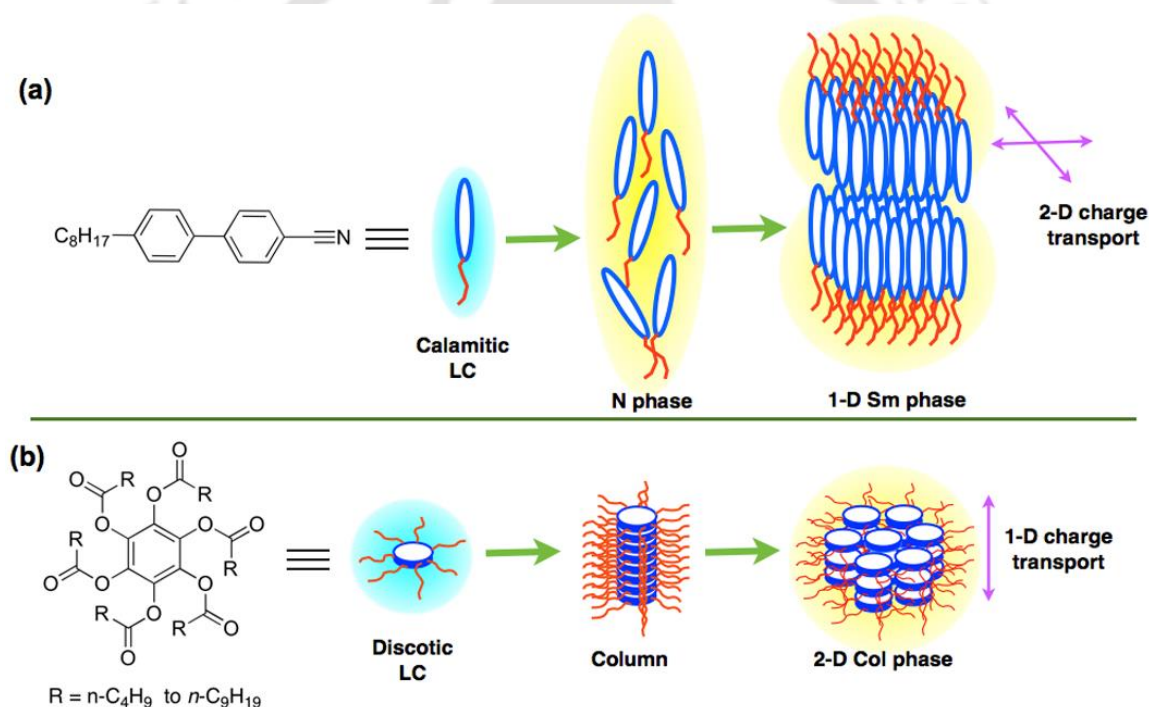 (a)
C8H17
N
Calamitic
LC
N phase
1-D Sm phase
2-D charge
transport
(b)
O
R
O
R
O
O
R
O
O
R
O
O
O
O
R
O
R
O
R = n-C4H9 to n-C9H19
Discotic
LC
Column
2-D Col phase
1-D charge
transport